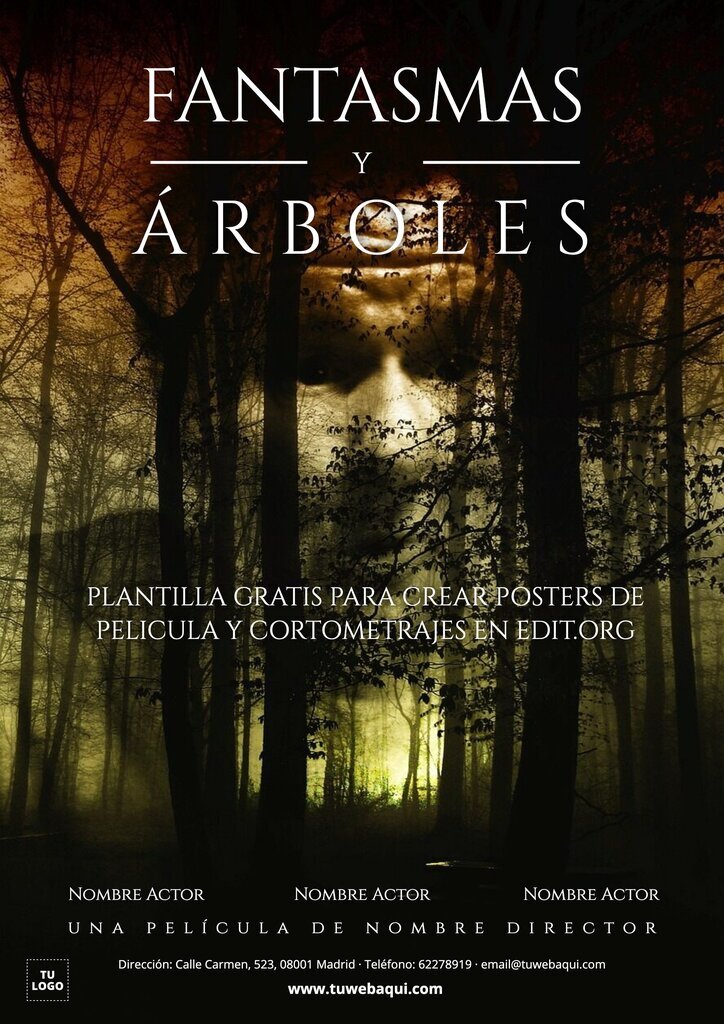 FANTASMAS
Y
ÁRBOLES
PLANTILLA GRATIS PARA CREAR POSTERS DE
PELICULA Y CORTOMETRAJES EN EDIT.ORG
NOMBRE ACTOR NOMBRE ACTOR NOMBRE ACTOR
UNA PELÍCULA DE NOMBRE DIRECTOR
Dirección: Calle Carmen, 523, 08001 Madrid · Teléfono: 62278919 · email@tuwebaqui.com
TU
LOGO
www.tuwebaqui.com